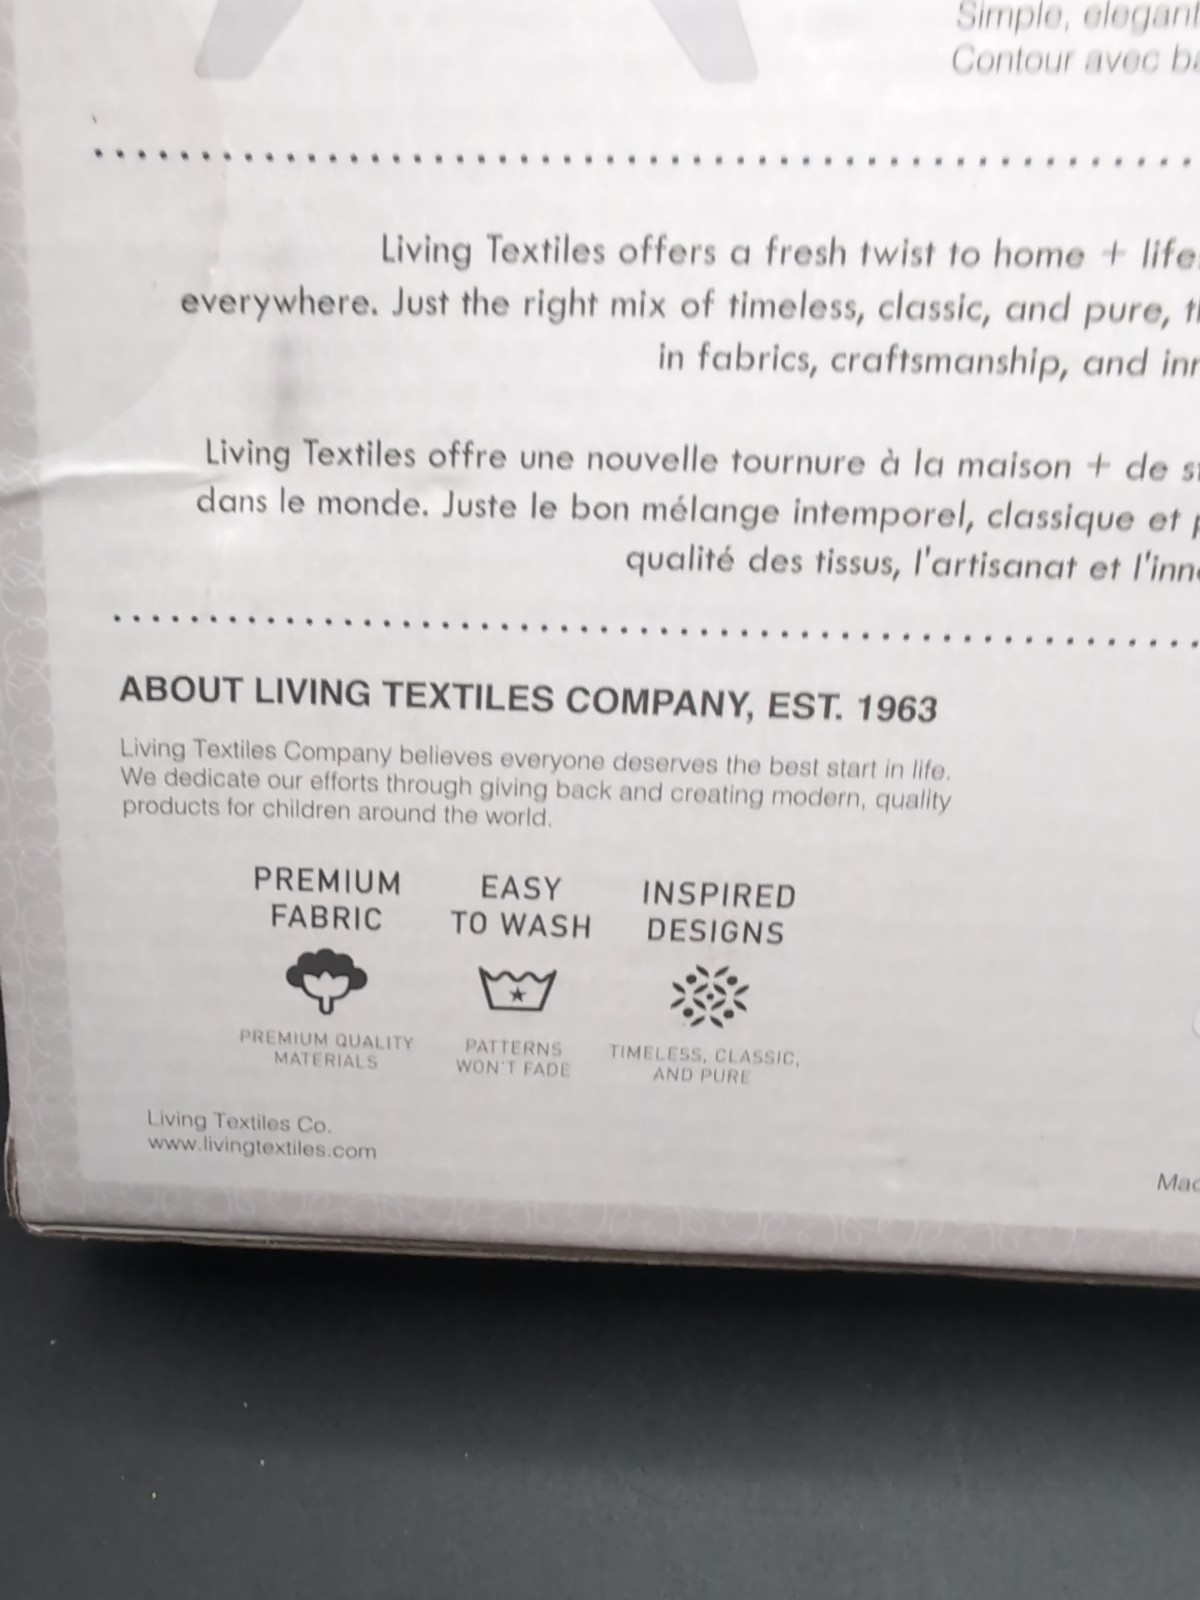 Simple, elegant
Contour avec
Living Textiles offers a fresh twist to home +
everywhere. Just the right mix of timeless, classic, and pure,
in fabrics, craftsmanship, and
Living Textiles offre une nouvelle tournure à la maison + de
dans le monde. Juste le bon mélange intemporel, classique et
qualité des tissus, l'artisanat et
ABOUT LIVING TEXTILES COMPANY, EST. 1963
Living Textiles Company believes everyone deserves the best start in life.
We dedicate our efforts through giving back and creating modern, quality
products for children around the world.
PREMIUM FABRIC
EASY TO WASH
INSPIRED DESIGNS
PREMIUM QUALITY MATERIALS
PATTERNS WON'T FADE
TIMELESS, CLASSIC, AND PURE
Living Textiles Co.
www.livingtextiles.com